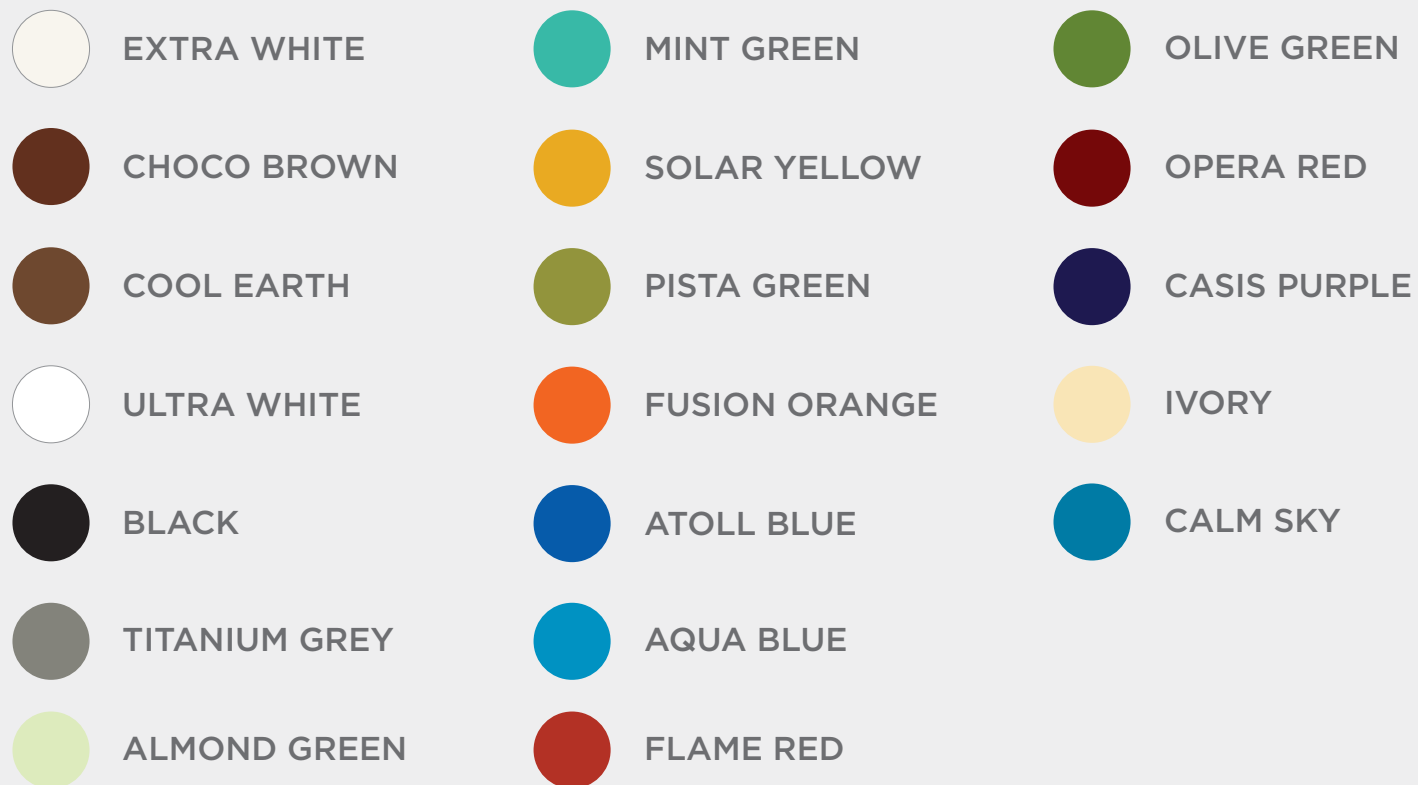 EXTRA WHITE
CHOCO BROWN
COOL EARTH
ULTRA WHITE
BLACK
TITANIUM GREY
ALMOND GREEN
MINT GREEN
SOLAR YELLOW
PISTA GREEN
FUSION ORANGE
ATOLL BLUE
AQUA BLUE
FLAME RED
OLIVE GREEN
OPERA RED
CASIS PURPLE
IVORY
CALM SKY